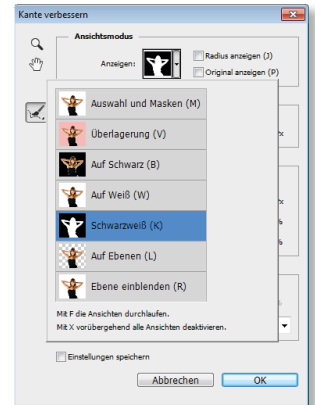 Kante verbessern
Ansichtsmodus
Anzeigen:
Radius anzeigen (J)
Original anzeigen (P)
Auswahl und Masken (M)
Überlagerung (V)
Auf Schwarz (B)
Auf Weiß (W)
Schwarzweiß (K)
Auf Ebenen (L)
Ebene einblenden (R)
Mit F die Ansichten durchlaufen.
Mit X vorübergehend alle Ansichten deaktivieren.
Einstellungen speichern
Abbrechen
OK